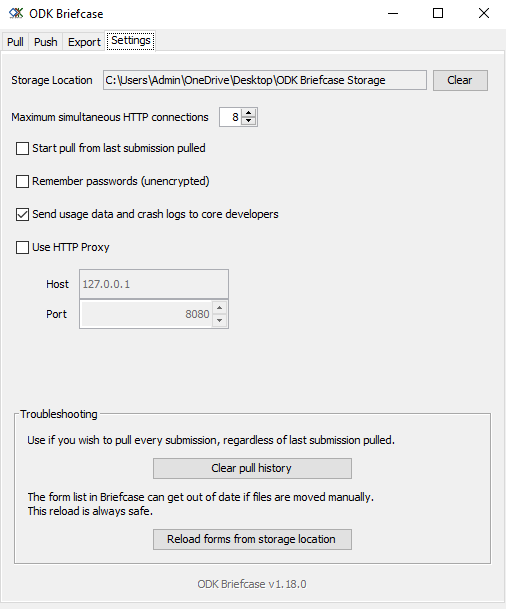 ODK Briefcase
Pull Push Export Settings
Storage Location C:\Users\Admin\OneDrive\Desktop\ODK Briefcase Storage Clear
Maximum simultaneous HTTP connections 8
Start pull from last submission pulled
Remember passwords (unencrypted)
Send usage data and crash logs to core developers
Use HTTP Proxy
Host 127.0.0.1
Port 8080
Troubleshooting
Use if you wish to pull every submission, regardless of last submission pulled.
Clear pull history
The form list in Briefcase can get out of date if files are moved manually.
This reload is always safe.
Reload forms from storage location
ODK Briefcase v1.18.0